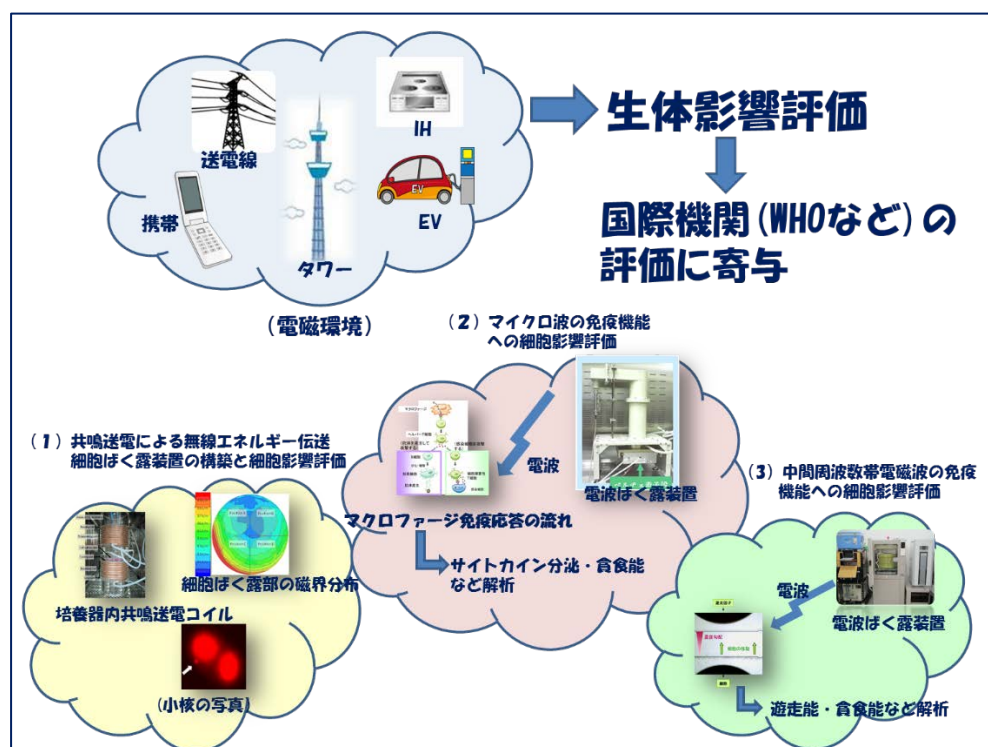 送電線
IH
生体影響評価
携帯
EV
EV
タワー
国際機関(WHOなど)の
評価に寄与
(電磁環境)
(2)マイクロ波の免疫機能
への細胞影響評価
マクロファージ
電波
電波ばく露装置
マクロファージ免疫応答の流れ
サイトカイン分泌・貪食能
など解析
(1)共鳴送電による無線エネルギー伝送
細胞ばく露装置の構築と細胞影響評価
細胞ばく露部の磁界分布
培養器内共鳴送電コイル
(小核の写真)
(3)中間周波数帯電磁波の免疫
機能への細胞影響評価
電波
電波ばく露装置
細胞
遊走能・貪食能など解析